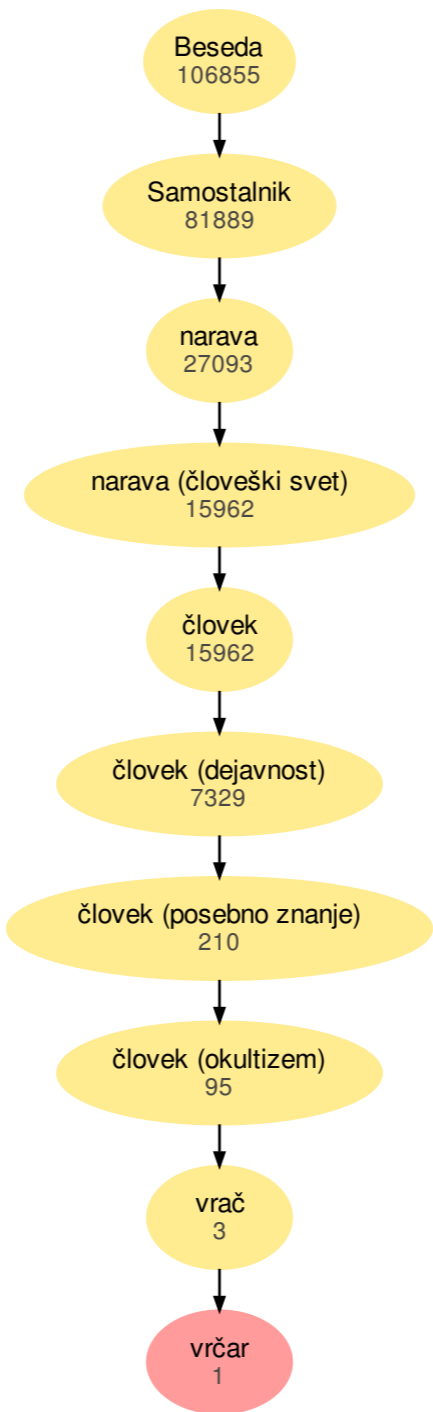 Beseda
106855
Samostalnik
81889
narava
27093
narava (človeški svet)
15962
človek
15962
človek (dejavnost)
7329
človek (posebno znanje)
210
človek (okultizem)
95
vrač
3
vrčar
1